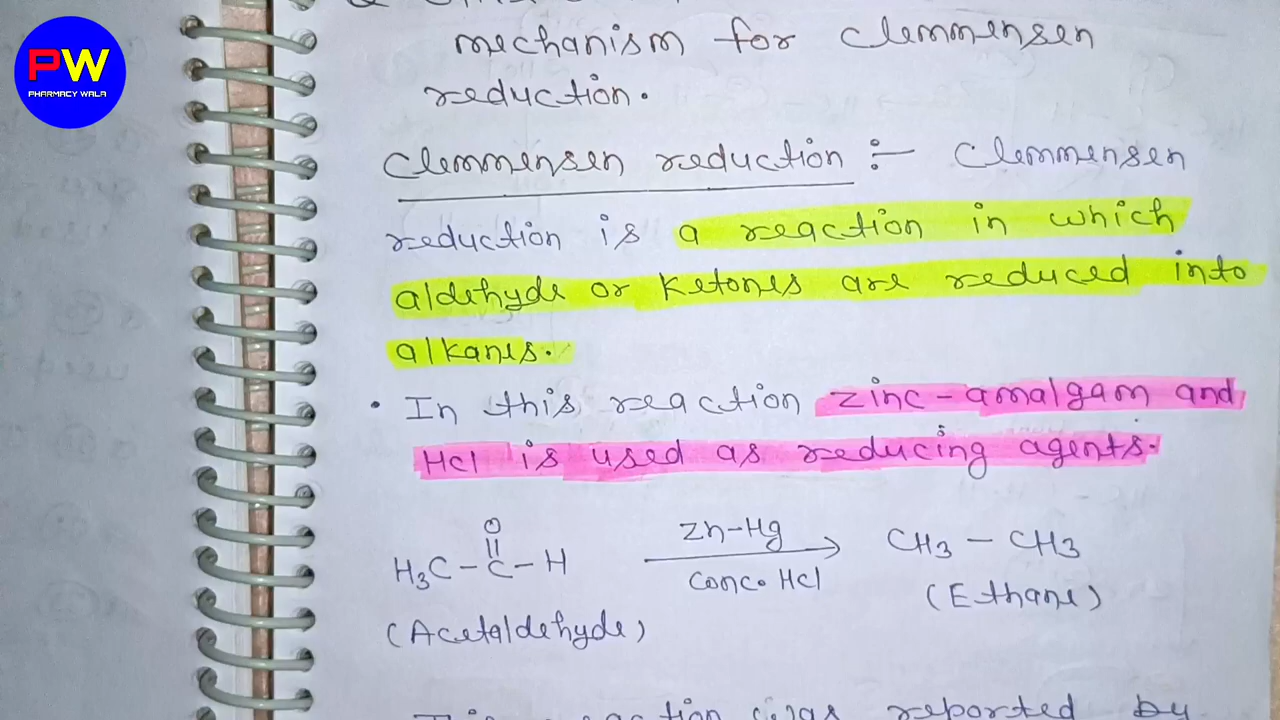 PW
PHARMACY WALA
mechanism for Clemmensen
reduction.
Clemmensen reduction :- Clemmensen
reduction is a reaction in which
aldehyde or ketones are reduced into
alkanes.
• In this reaction zinc-amalgam and
HCl is used as reducing agents.
O
||
H3C-C-H
Zn-Hg
Conc. HCl
CH3-CH3
(Ethane)
(Acetaldehyde)
reported by